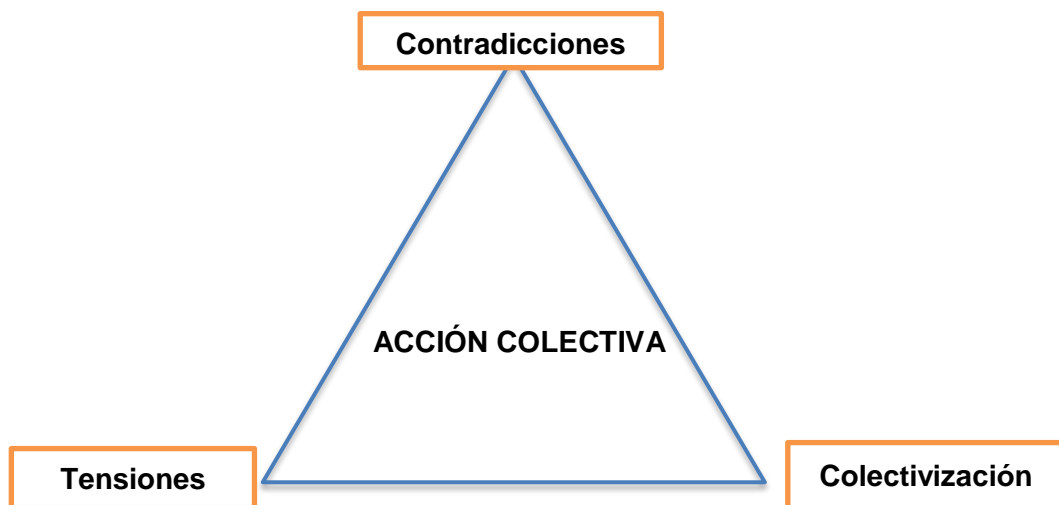 Contradicciones
ACCIÓN COLECTIVA
Tensiones
Colectivización